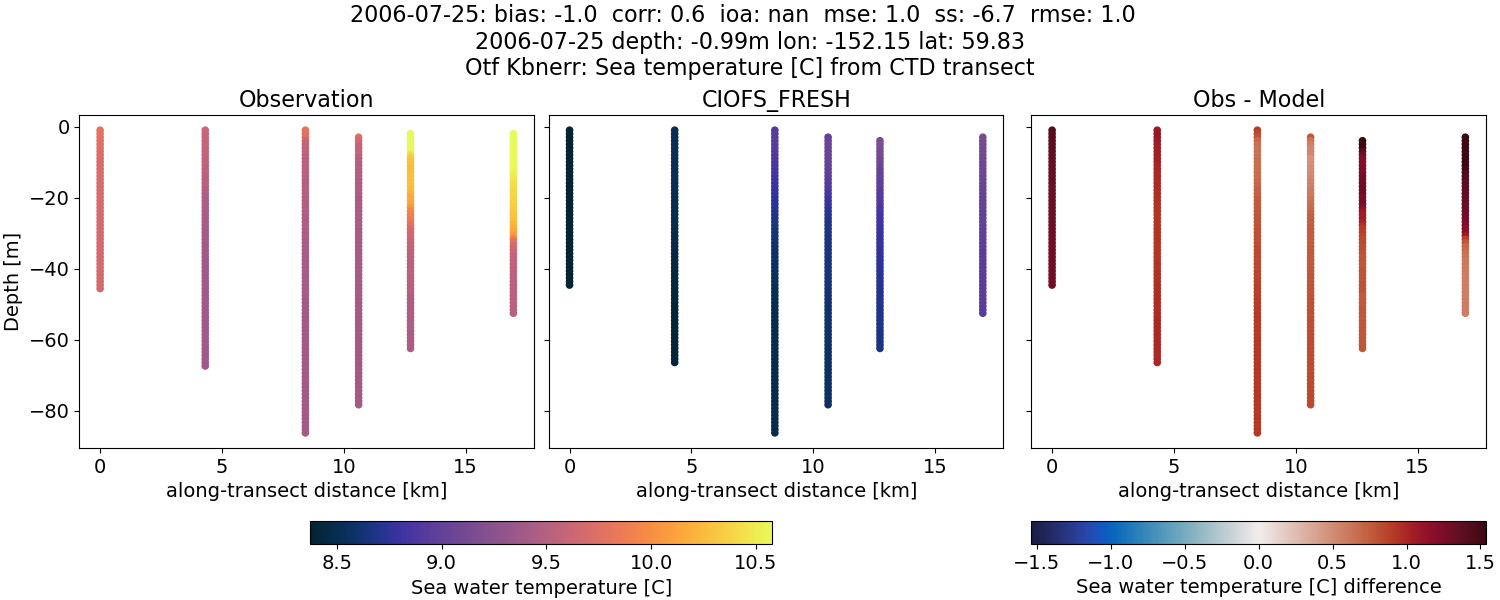 2006-07-25: bias: -1.0  corr: 0.6  ioa: nan  mse: 1.0  ss: -6.7  rmse: 1.0
2006-07-25 depth: -0.99m lon: -152.15 lat: 59.83
Otf Kbnerr: Sea temperature [C] from CTD transect
Observation
CIOFS_FRESH
Obs - Model
Depth [m]
0
−20
−40
−60
−80
0 5 10 15
0 5 10 15
0 5 10 15
along-transect distance [km]
along-transect distance [km]
along-transect distance [km]
8.5 9.0 9.5 10.0 10.5
Sea water temperature [C]
−1.5 −1.0 −0.5 0.0 0.5 1.0 1.5
Sea water temperature [C] difference